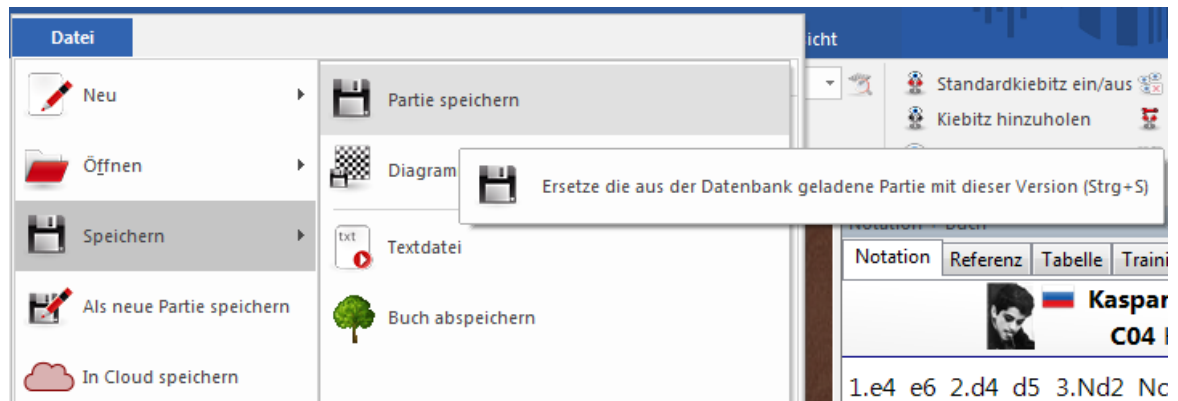 Datei
icht
Neu
Öffnen
Speichern
Als neue Partie speichern
In Cloud speichern
Partie speichern
Textdatei
Buch abspeichern
Ersetze die aus der Datenbank geladene Partie mit dieser Version (Strg+S)
Standardkiebitz ein/aus
Kiebitz hinzuholen
Diagram
txt
Notation Referenz Tabelle Traini
Kaspar
C04
1.e4 e6 2.d4 d5 3.Nd2 Nc